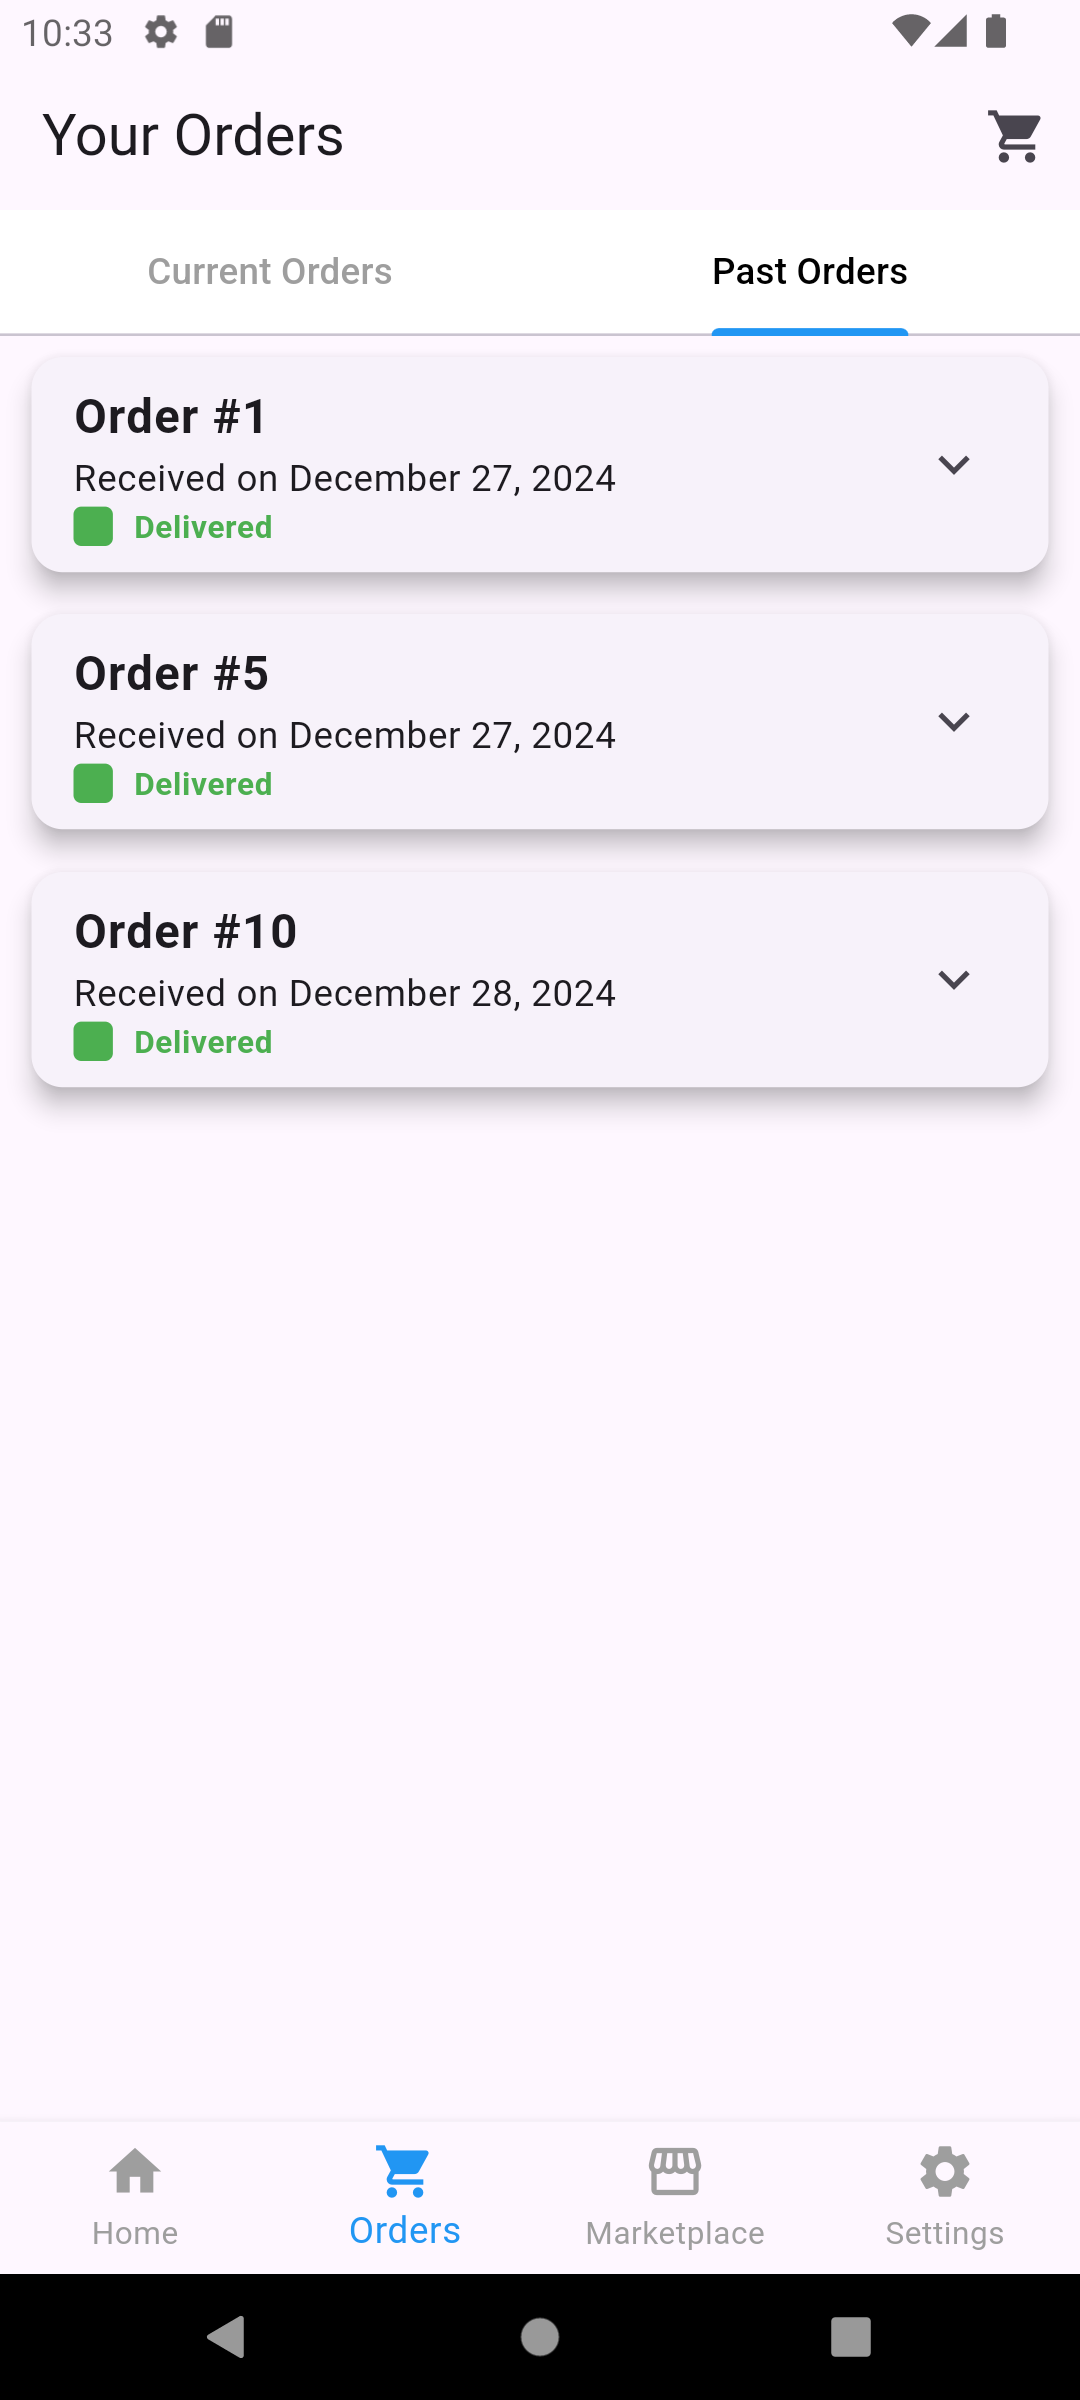 10:33
Your Orders
Current Orders
Past Orders
Order #1
Received on December 27, 2024
Delivered
Order #5
Received on December 27, 2024
Delivered
Order #10
Received on December 28, 2024
Delivered
Home
Orders
Marketplace
Settings